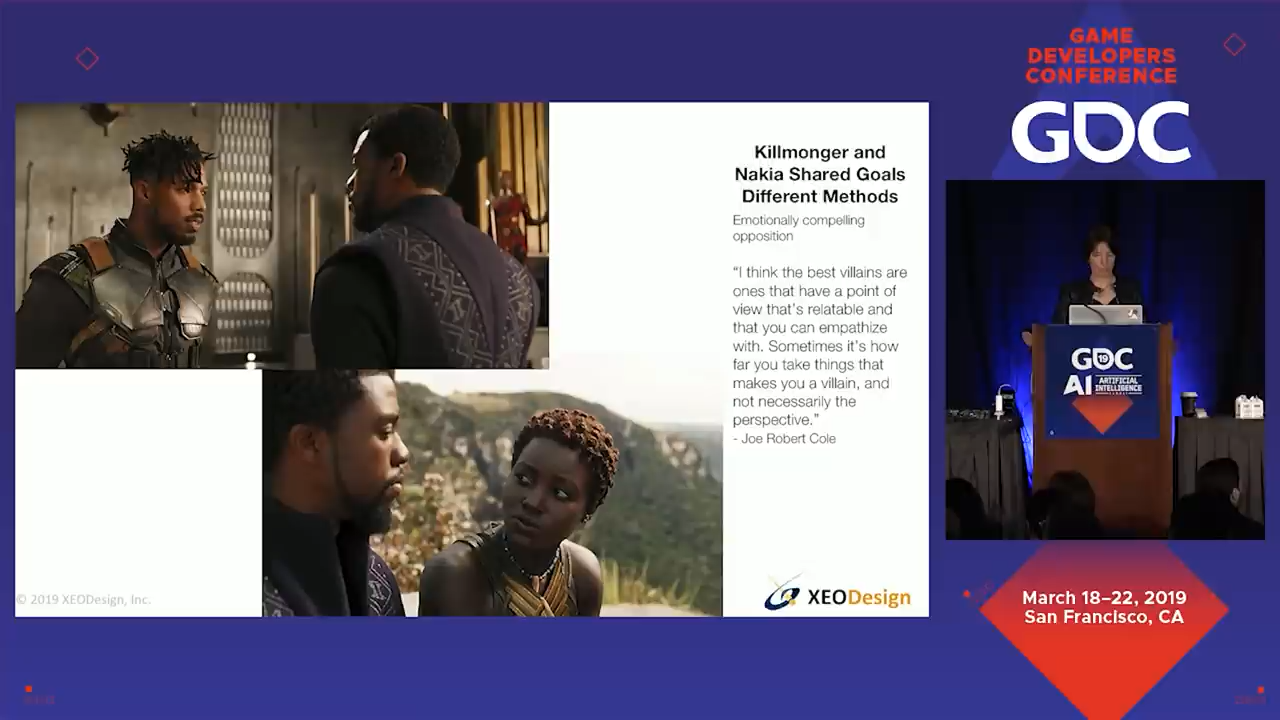 GAME
DEVELOPERS
CONFERENCE
GDC
Killmonger and
Nakia Shared Goals
Different Methods
Emotionally compelling
opposition
“I think the best villains are
ones that have a point of
view that’s relatable and
that you can empathize
with. Sometimes it’s how
far you take things that
makes you a villain, and
not necessarily the
perspective.”
- Joe Robert Cole
© 2019 XEODesign, Inc.
XEODesign
GDC
19
AI ARTIFICIAL
INTELLIGENCE
March 18–22, 2019
San Francisco, CA